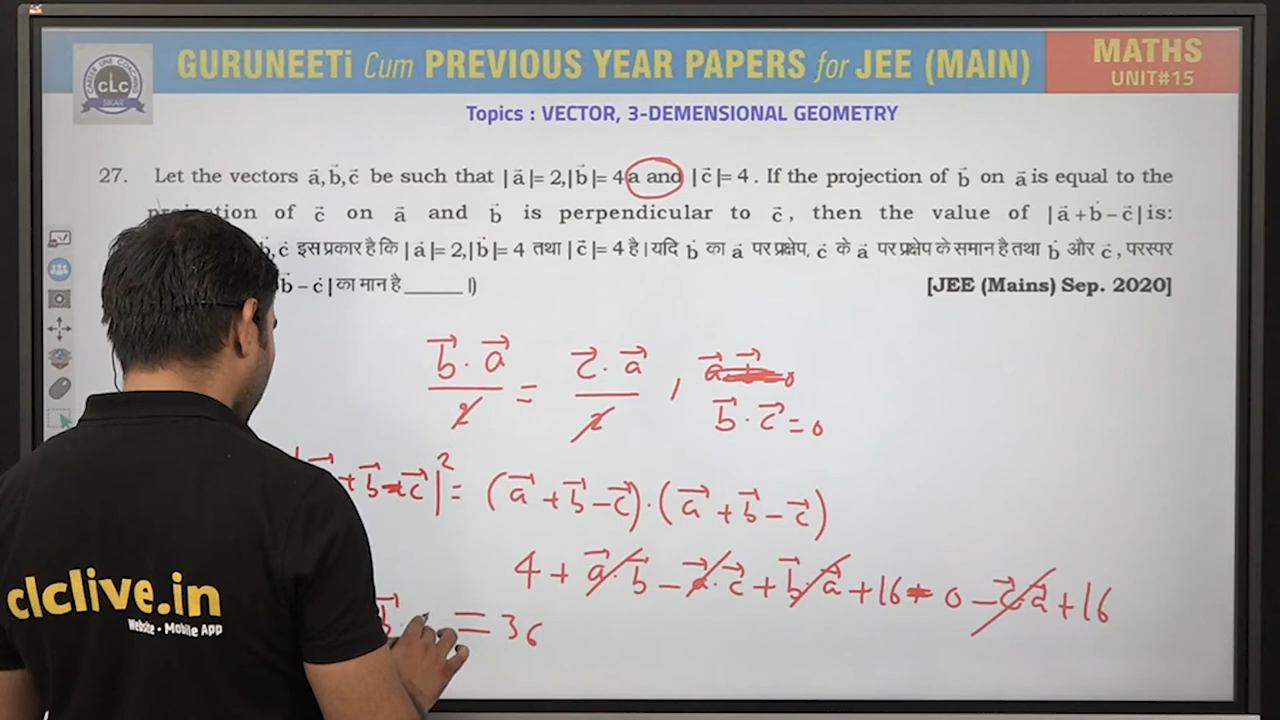 GURUNEETi Cum PREVIOUS YEAR PAPERS for JEE (MAIN)
MATHS
UNIT#15
CLC
SIKAR
Topics : VECTOR, 3-DEMENSIONAL GEOMETRY
27. Let the vectors a⃗, b⃗, c⃗ be such that |a⃗|= 2,|b⃗|= 4 a and |c⃗|= 4. If the projection of b⃗ on a⃗ is equal to the
of c⃗ on a⃗ and b⃗ is perpendicular to c⃗, then the value of |a⃗+b⃗−c⃗| is:
b⃗,c⃗ इस प्रकार है कि |a⃗|= 2,|b⃗|= 4 तथा |c⃗|= 4 है। यदि b⃗ का a⃗ पर प्रक्षेप, c⃗ के a⃗ पर प्रक्षेप के समान है तथा b⃗ और c⃗, परस्पर
b⃗ − c⃗ | का मान है ______ ।)
[JEE (Mains) Sep. 2020]
b⃗·a⃗/2 = c⃗·a⃗/2 ,
b⃗·c⃗ = 0
+b⃗-c⃗|² = (a⃗+b⃗−c⃗)·(a⃗+b⃗−c⃗)
4 + a⃗·b⃗ − a⃗·c⃗ + b⃗·a⃗ + 16 - 0 − c⃗·a⃗ + 16
b⃗· = 36
clclive.in
Website • Mobile App